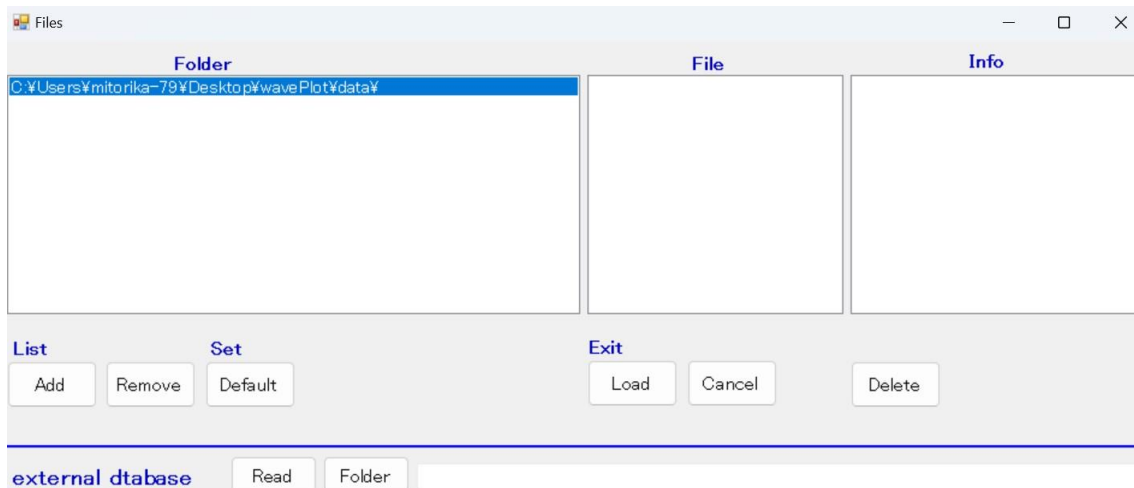 Files
Folder File Info
C:¥Users¥mitorika-79¥Desktop¥wavePlot¥data¥
List Set Exit
Add Remove Default Load Cancel Delete
external dtabase Read Folder